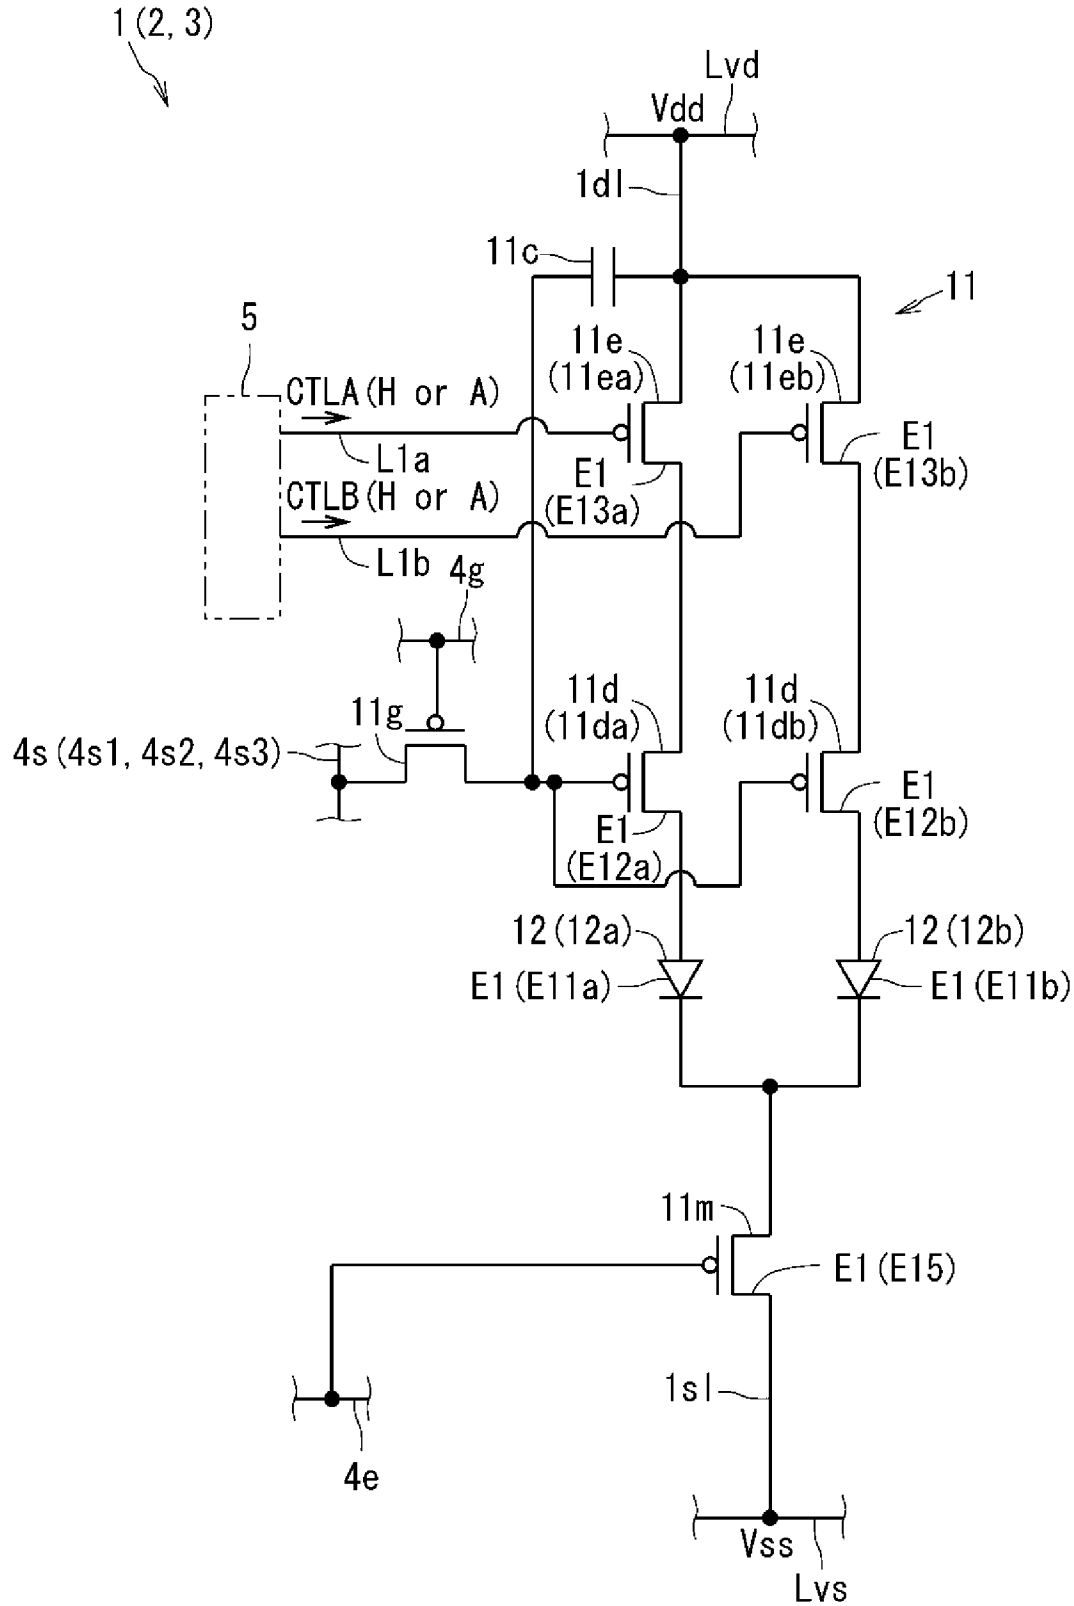 1(2, 3)
Lvd
Vdd
1dl
11c
11
5
11e
(11ea)
11e
(11eb)
CTLA(H or A)
L1a
E1
(E13a)
E1
(E13b)
CTLB(H or A)
L1b
4g
11g
4s(4s1, 4s2, 4s3)
11d
(11da)
11d
(11db)
E1
(E12a)
E1
(E12b)
12(12a)
12(12b)
E1(E11a)
E1(E11b)
11m
E1(E15)
1sl
4e
Vss
Lvs